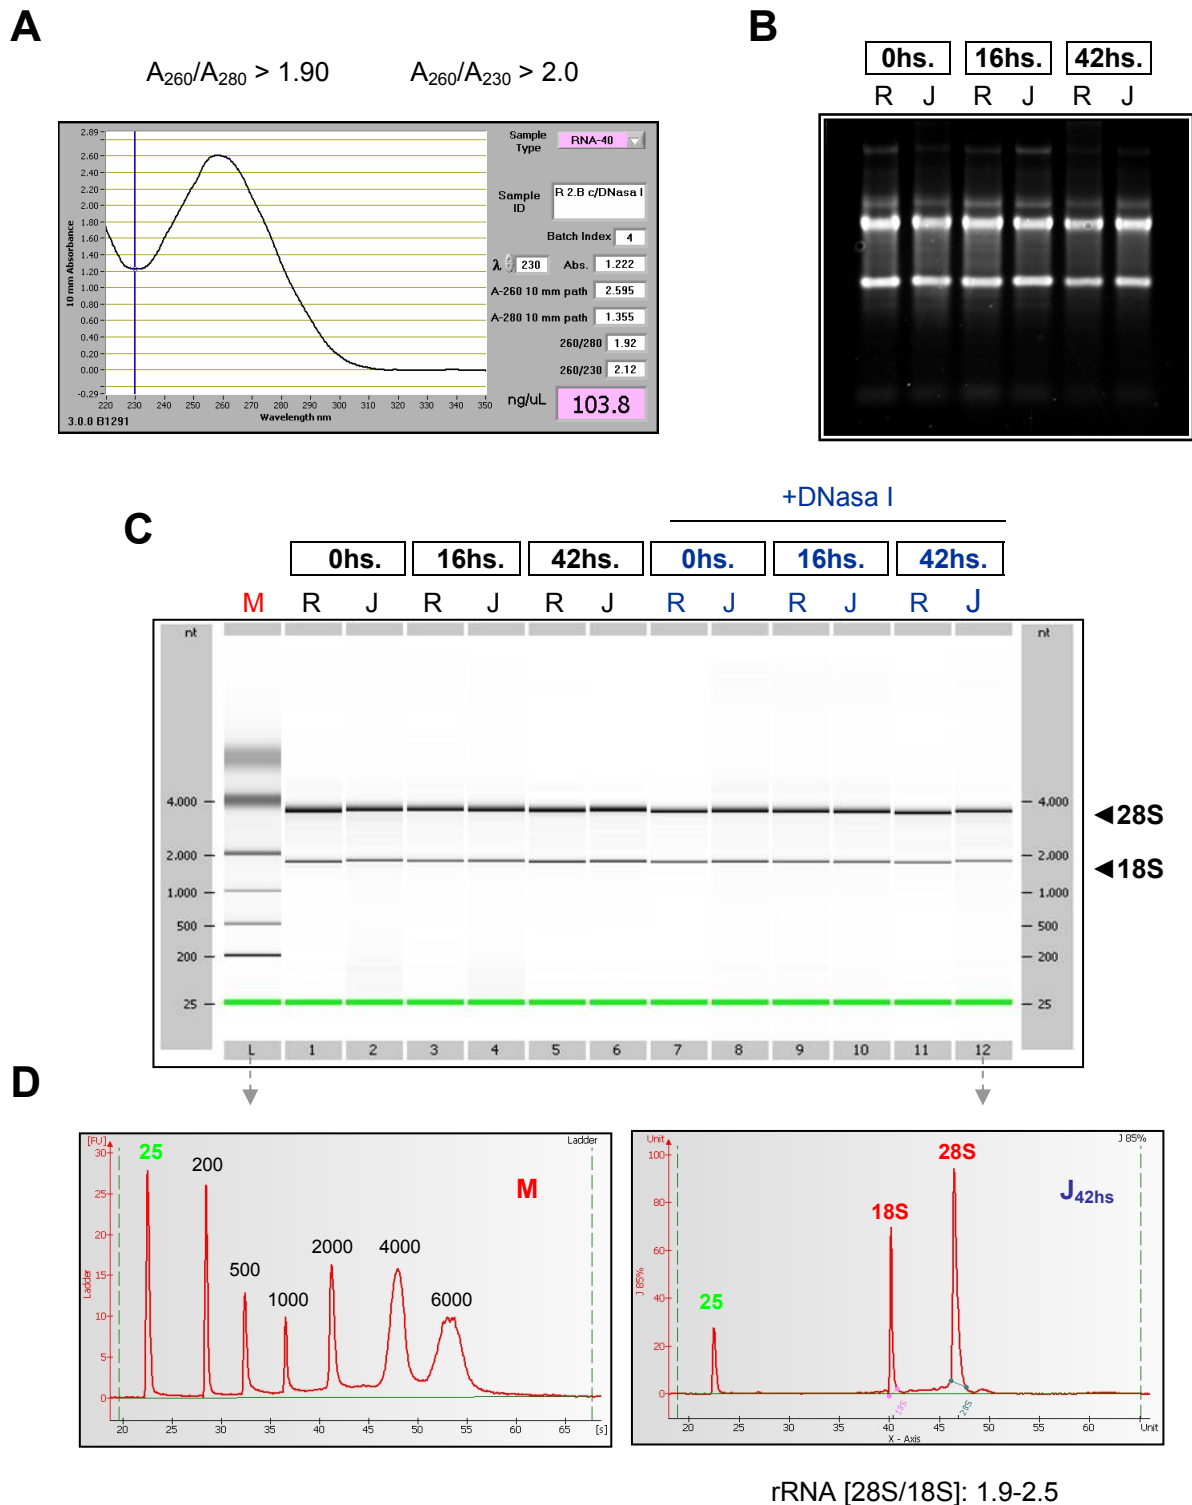 A
A260/A280 > 1.90 A260/A230 > 2.0
2.89
2.60
2.40
2.20
2.00
1.80
1.60
1.40
1.20
1.00
0.80
0.60
0.40
0.20
0.00
-0.29
10 mm Absorbance
220 230 240 250 260 270 280 290 300 310 320 330 340 350
Wavelength nm
3.0.0 B1291
Sample Type RNA-40
Sample ID R 2.B c/DNasa I
Batch Index 4
λ 230 Abs. 1.222
A-260 10 mm path 2.595
A-280 10 mm path 1.355
260/280 1.92
260/230 2.12
ng/uL 103.8
B
0hs. 16hs. 42hs.
R J R J R J
C
+DNasa I
0hs. 16hs. 42hs. 0hs. 16hs. 42hs.
M R J R J R J R J R J R J
nt nt
4.000 4.000
28S
2.000 2.000
18S
1.000 1.000
500 500
200 200
25 25
L 1 2 3 4 5 6 7 8 9 10 11 12
D
[FU]
Ladder
30
25
20
15
10
5
0
Ladder
25
200
500
1000
2000
4000
6000
M
20 25 30 35 40 45 50 55 60 65 [s]
Unit
J 85%
100
80
60
40
20
0
J 85%
25
18S
28S
J42hs
18S
28S
20 25 30 35 40 45 50 55 60 Unit
X - Axis
rRNA [28S/18S]: 1.9-2.5